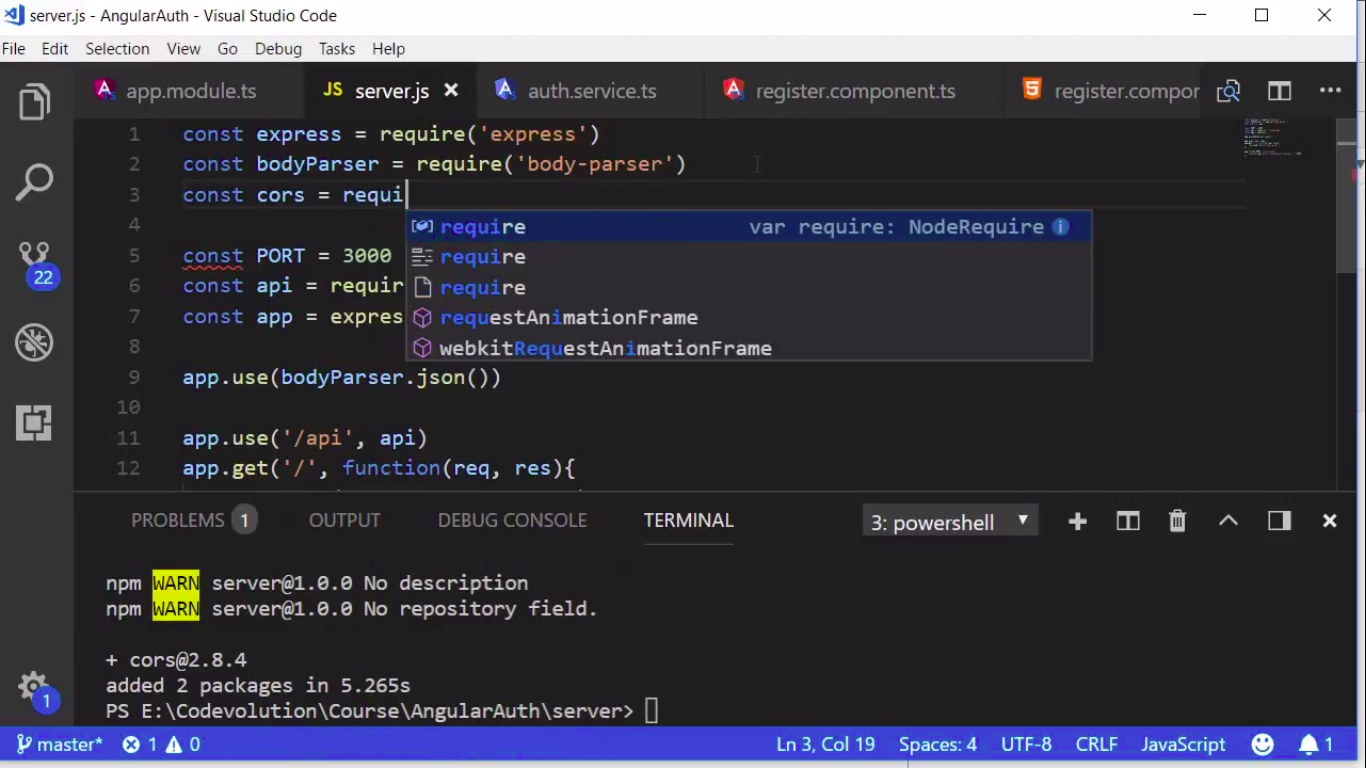 server.js - AngularAuth - Visual Studio Code
File Edit Selection View Go Debug Tasks Help
app.module.ts JS server.js auth.service.ts register.component.ts register.compor
1 const express = require('express')
2 const bodyParser = require('body-parser')
3 const cors = requi
require var require: NodeRequire
4
require
5 const PORT = 3000
require
6 const api = requir
requestAnimationFrame
7 const app = expres
webkitRequestAnimationFrame
8
9 app.use(bodyParser.json())
10
11 app.use('/api', api)
12 app.get('/', function(req, res){
22
PROBLEMS 1 OUTPUT DEBUG CONSOLE TERMINAL 3: powershell
npm WARN server@1.0.0 No description
npm WARN server@1.0.0 No repository field.
+ cors@2.8.4
added 2 packages in 5.265s
PS E:\Codevolution\Course\AngularAuth\server>
1
master* 1 0 Ln 3, Col 19 Spaces: 4 UTF-8 CRLF JavaScript 1